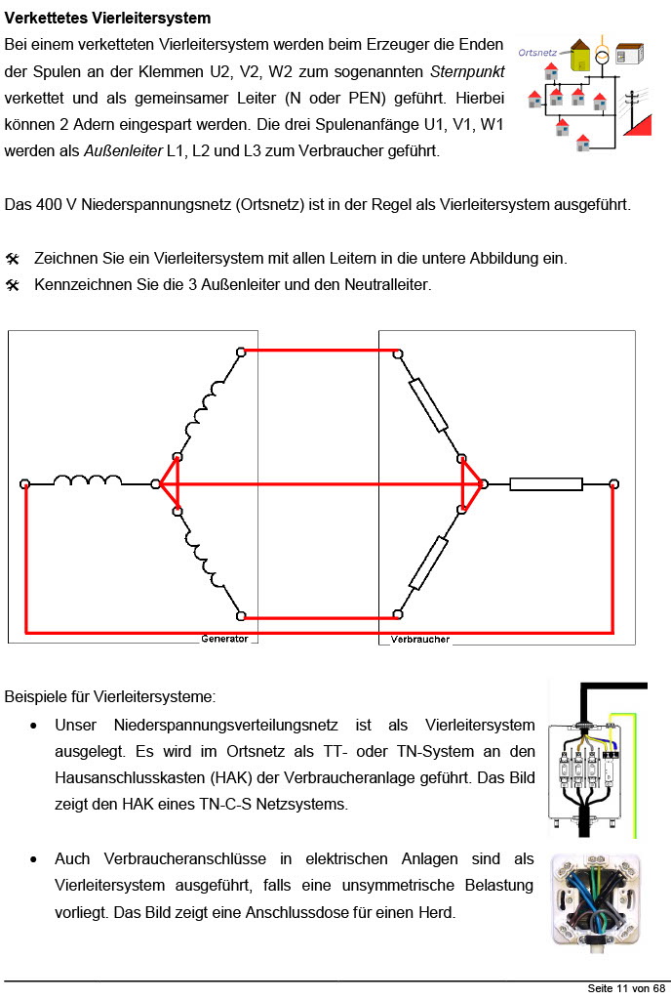 Verkettetes Vierleitersystem
Bei einem verketteten Vierleitersystem werden beim Erzeuger die Enden
der Spulen an der Klemmen U2, V2, W2 zum sogenannten Sternpunkt
verkettet und als gemeinsamer Leiter (N oder PEN) geführt. Hierbei
können 2 Adern eingespart werden. Die drei Spulenanfänge U1, V1, W1
werden als Außenleiter L1, L2 und L3 zum Verbraucher geführt.
Ortsnetz
Das 400 V Niederspannungsnetz (Ortsnetz) ist in der Regel als Vierleitersystem ausgeführt.
Zeichnen Sie ein Vierleitersystem mit allen Leitern in die untere Abbildung ein.
Kennzeichnen Sie die 3 Außenleiter und den Neutralleiter.
Generator
Verbraucher
Beispiele für Vierleitersysteme:
• Unser Niederspannungsverteilungsnetz ist als Vierleitersystem
ausgelegt. Es wird im Ortsnetz als TT- oder TN-System an den
Hausanschlusskasten (HAK) der Verbraucheranlage geführt. Das Bild
zeigt den HAK eines TN-C-S Netzsystems.
• Auch Verbraucheranschlüsse in elektrischen Anlagen sind als
Vierleitersystem ausgeführt, falls eine unsymmetrische Belastung
vorliegt. Das Bild zeigt eine Anschlussdose für einen Herd.
Seite 11 von 68